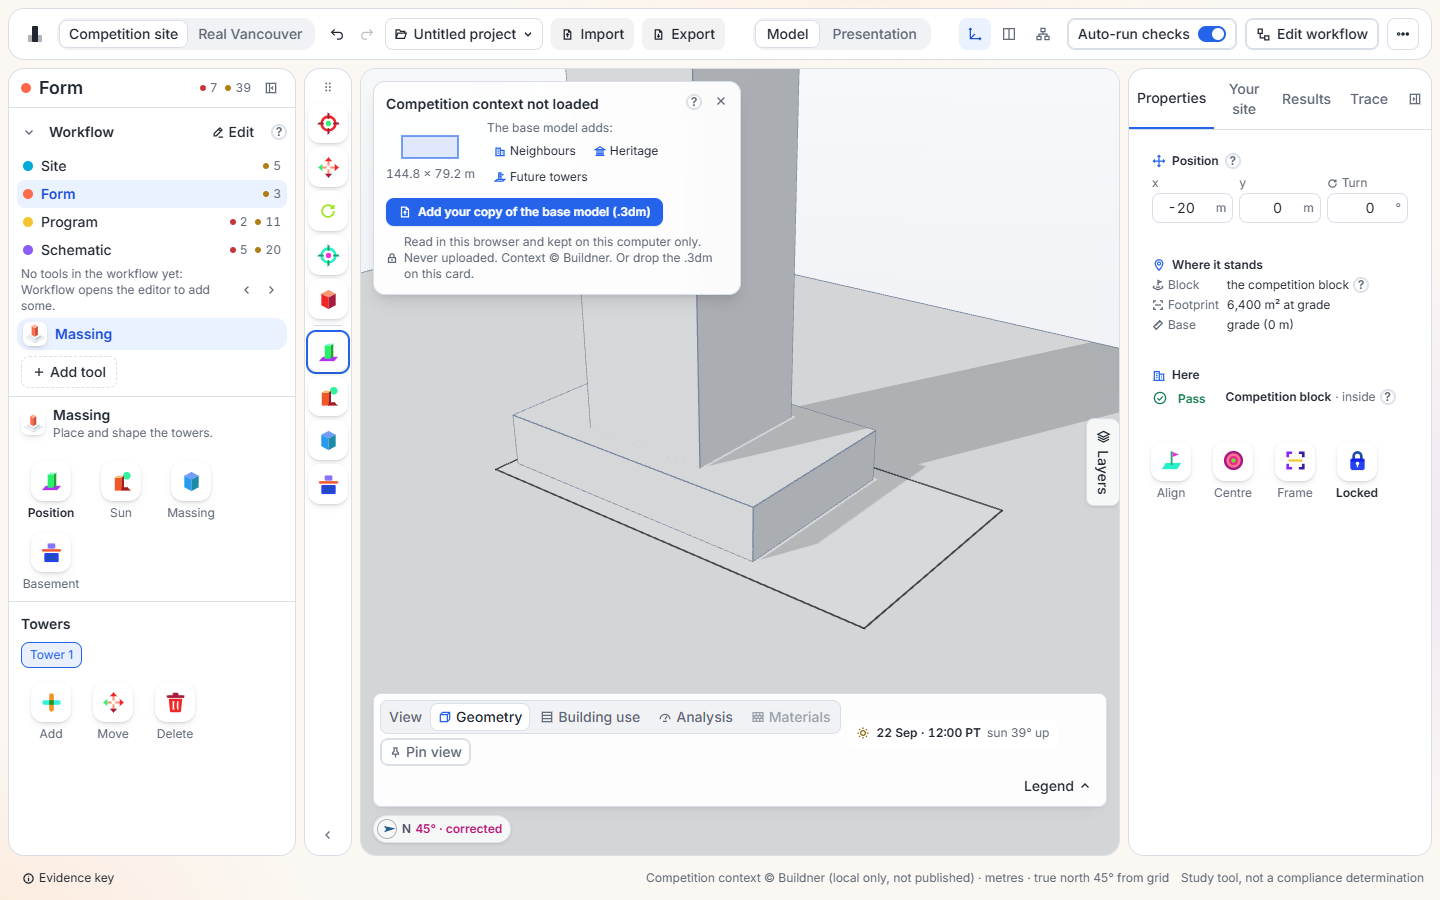 Competition site
Real Vancouver
Untitled project
Import
Export
Model
Presentation
Auto-run checks
Edit workflow
Form
7
39
Workflow
Edit
?
Site
5
Form
3
Program
2
11
Schematic
5
20
No tools in the workflow yet:
Workflow opens the editor to add
some.
Massing
+ Add tool
Massing
Place and shape the towers.
Position
Sun
Massing
Basement
Towers
Tower 1
Add
Move
Delete
Competition context not loaded
?
The base model adds:
Neighbours
Heritage
Future towers
144.8 × 79.2 m
Add your copy of the base model (.3dm)
Read in this browser and kept on this computer only.
Never uploaded. Context © Buildner. Or drop the .3dm
on this card.
Layers
View
Geometry
Building use
Analysis
Materials
22 Sep · 12:00 PT sun 39° up
Pin view
Legend
N 45° · corrected
Properties
Your
site
Results
Trace
Position ?
x
y
Turn
-20 m
0 m
0 °
Where it stands
Block the competition block ?
Footprint 6,400 m² at grade
Base grade (0 m)
Here
Pass Competition block · inside ?
Align
Centre
Frame
Locked
Evidence key
Competition context © Buildner (local only, not published) · metres · true north 45° from grid
Study tool, not a compliance determination